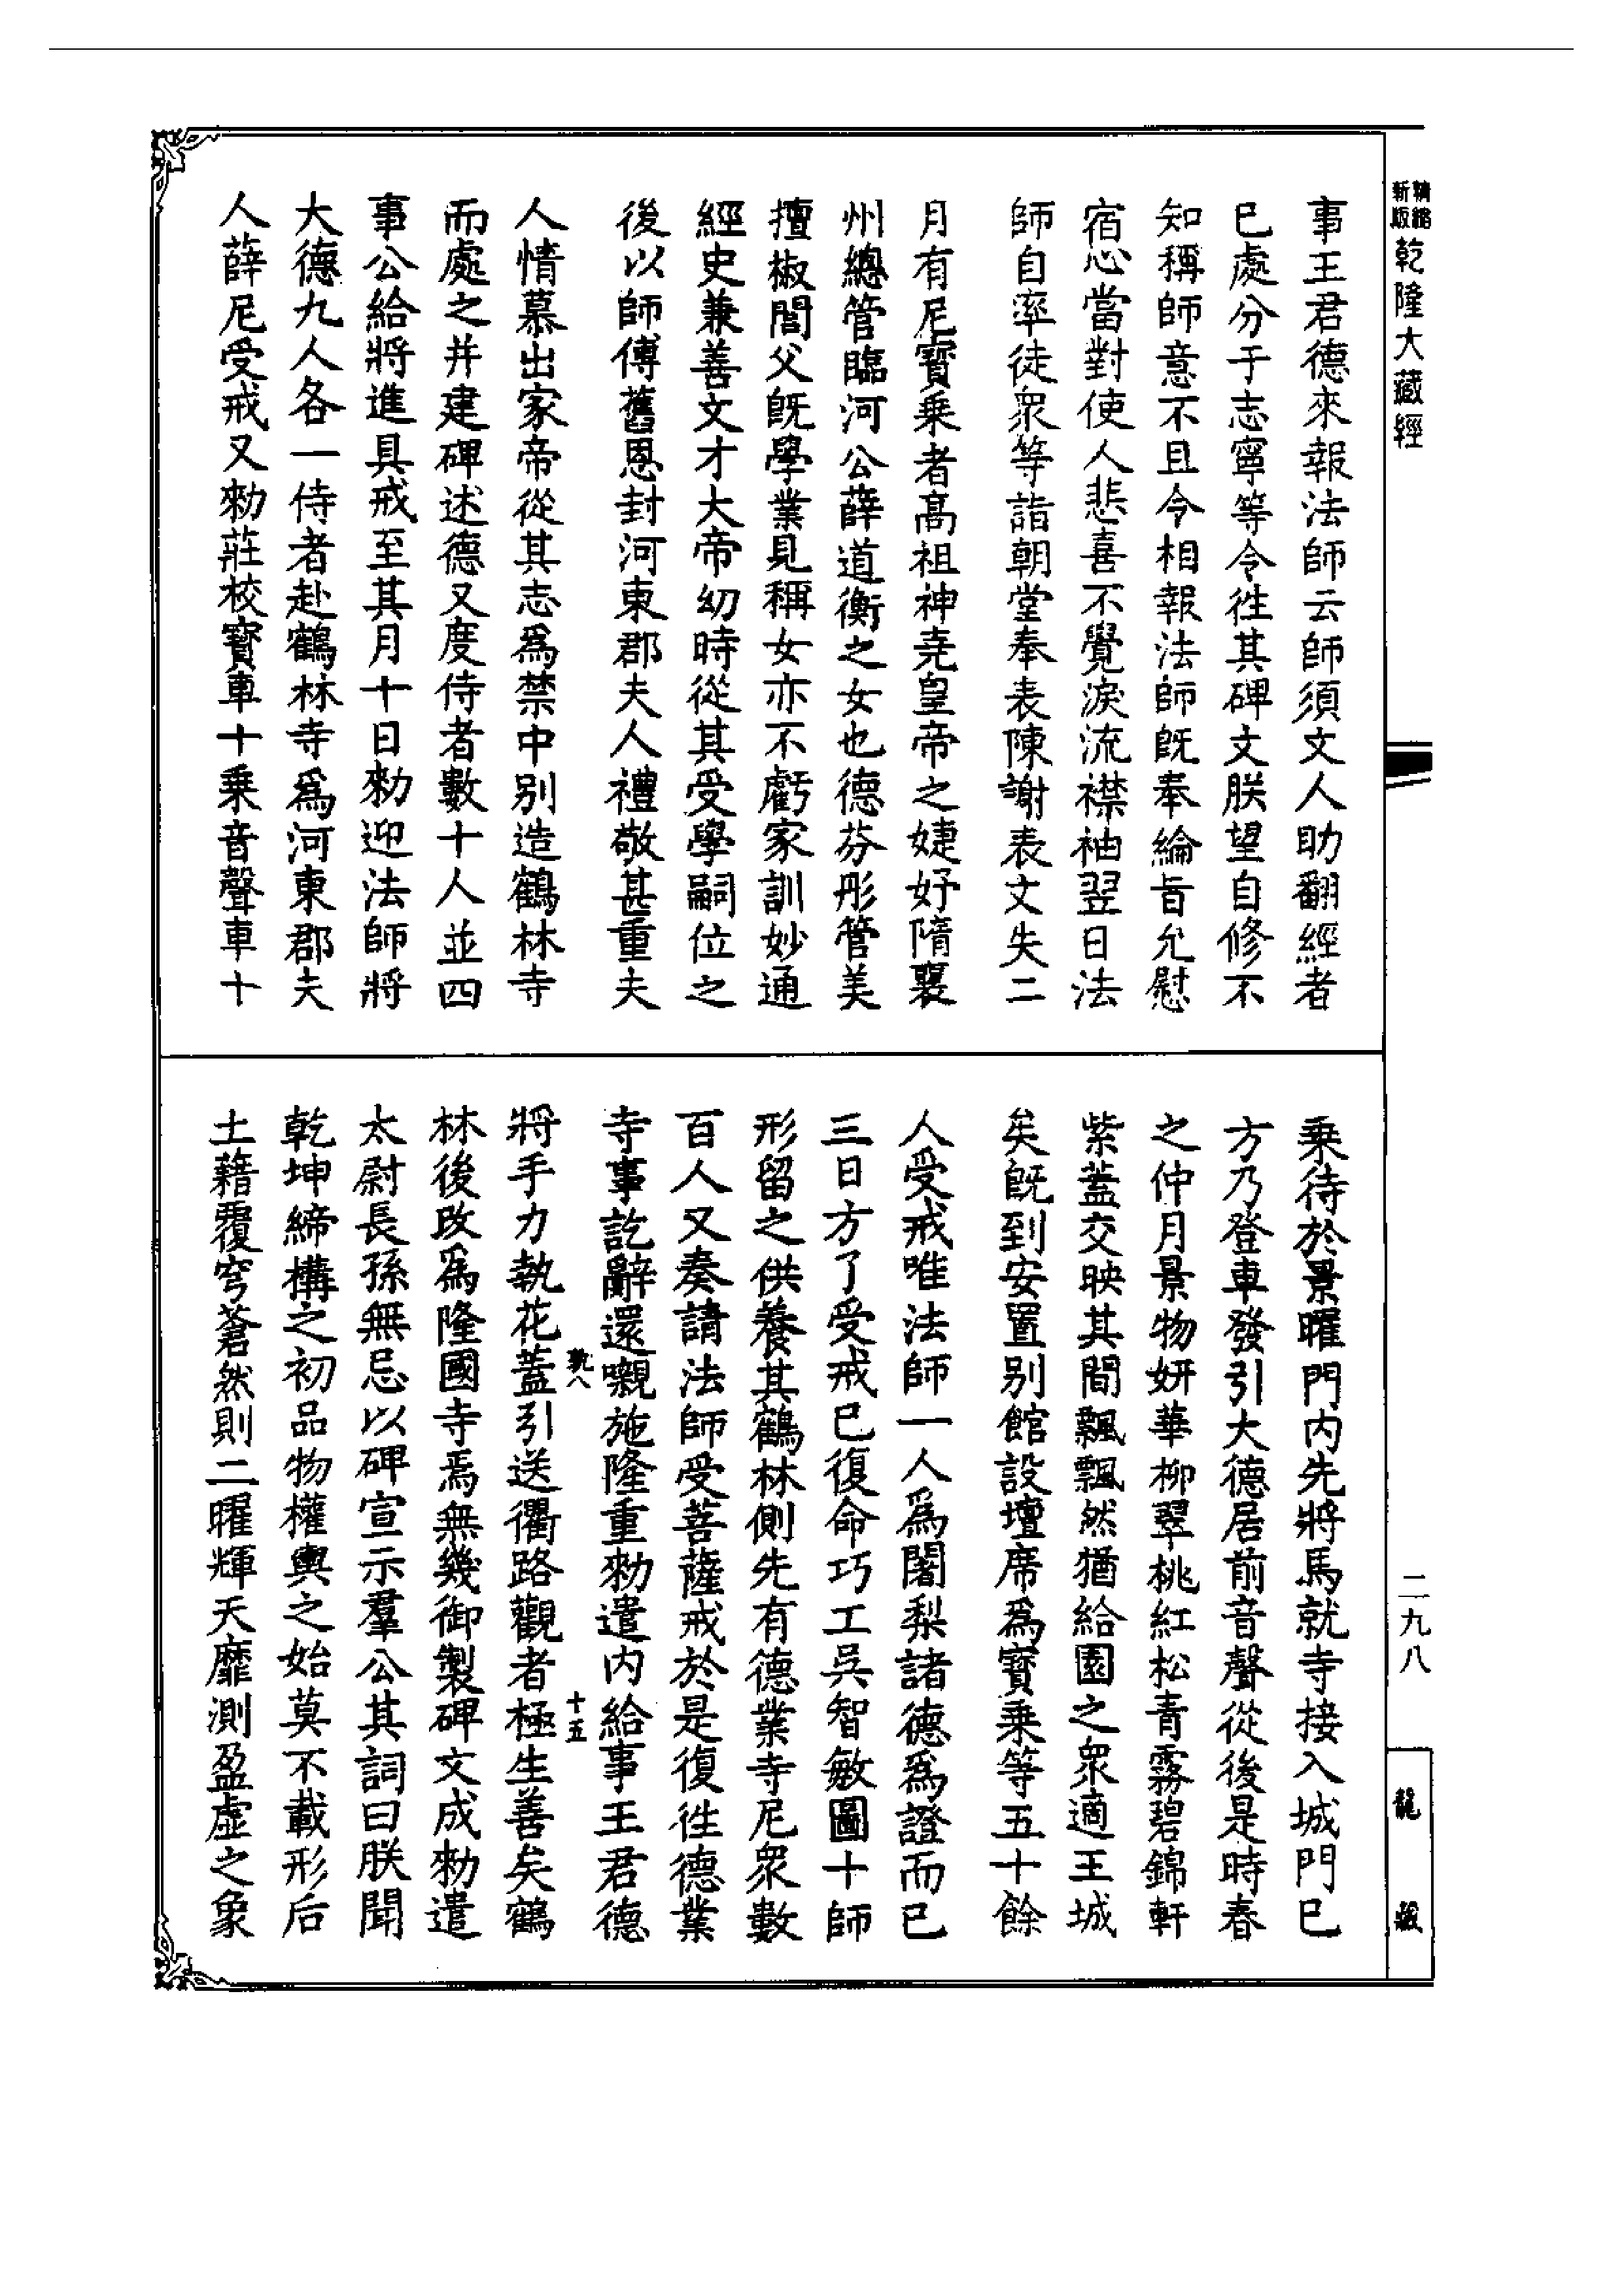 精縮新版乾隆大藏經
事王君德來報法師云師須文人助翻經者
已處分于志寧等令往其碑文朕望自修不
知稱師意不且令相報法師旣奉綸旨允慰
宿心當對使人悲喜不覺淚流襟袖翌日法
師自率徒衆等詣朝堂奉表陳謝表文失二
月有尼寶乗者高祖神堯皇帝之婕妤隋襄
州總管臨河公薛道衡之女也德芬彤管美
擅椒閣父旣學業見稱女亦不虧家訓妙通
經史兼善文才大帝幼時從其受學嗣位之
後以師傅舊恩封河東郡夫人禮敬甚重夫
人情慕出家帝從其志爲禁中别造鶴林寺
而處之并建碑述德又度侍者數十人並四
事公給將進具戒至其月十日勑迎法師將
大德九人各一侍者赴鶴林寺爲河東郡夫
人薛尼受戒又勑莊校寳車十乗音聲車十
乗待於景曜門内先將馬就寺接入城門已
方乃登車發引大德居前音聲從後是時春
之仲月景物妍華柳翠桃紅松青霧碧錦軒
紫蓋交映其間飄飄然猶給園之衆適王城
矣旣到安置别館設壇席爲寳乗等五十餘
人受戒唯法師一人爲闍梨諸德爲證而已
三日方了受戒已復命巧工吳智敏圖十師
形留之供養其鶴林側先有德業寺尼衆數
百人又奏請法師受菩薩戒於是復往德業
寺事訖辭還嚫施隆重勑遣内給事王君德
將手力執花蓋引送衢路觀者極生善矣鶴
林後改爲隆國寺焉無幾御製碑文成勑遣
太尉長孫無忌以碑宣示羣公其詞曰朕聞
乾坤締構之初品物權輿之始莫不載形后
土藉覆穹蒼然則二曜輝天靡測盈虚之象
執八
十五
二九八
龍藏